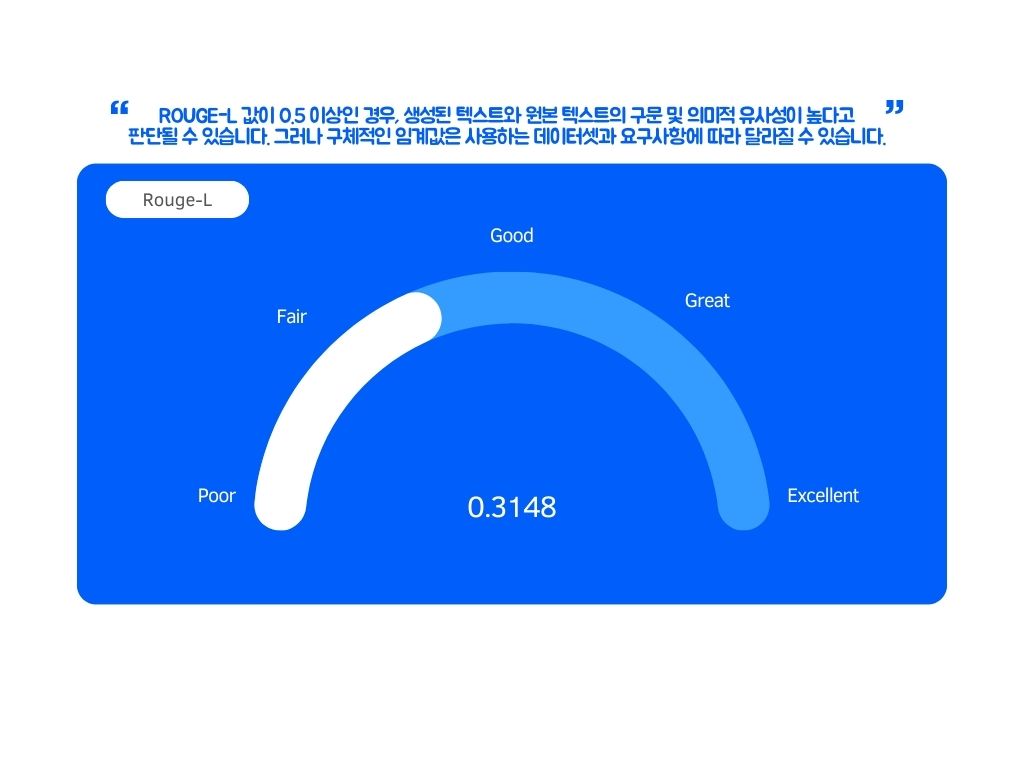 “ ROUGE-L 값이 0.5 이상인 경우, 생성된 텍스트와 원본 텍스트의 구문 및 의미적 유사성이 높다고 ”
판단될 수 있습니다. 그러나 구체적인 임계값은 사용하는 데이터셋과 요구사항에 따라 달라질 수 있습니다.
Rouge-L
Good
Great
Fair
Poor
Excellent
0.3148